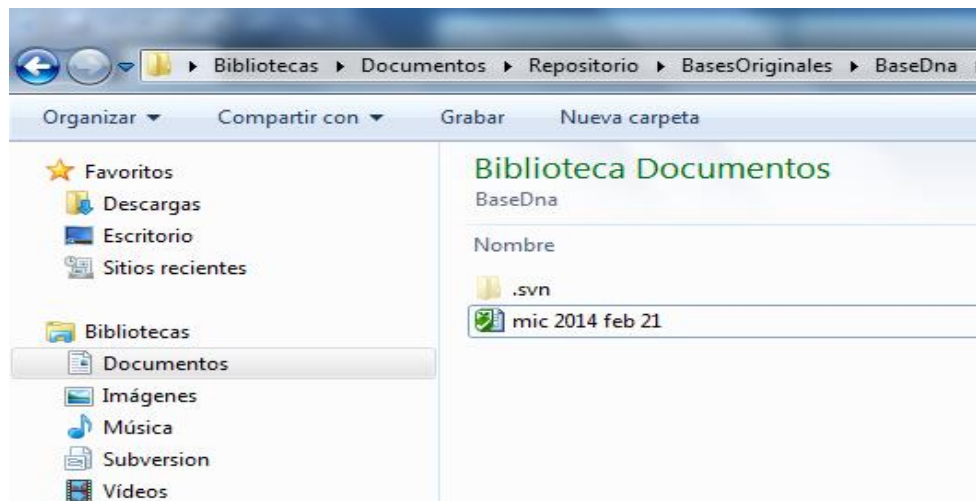 Bibliotecas Documentos Repositorio BasesOriginales BaseDna
Organizar Compartir con Grabar Nueva carpeta
Favoritos
Descargas
Escritorio
Sitios recientes
Bibliotecas
Documentos
Imágenes
Música
Subversion
Vídeos
Biblioteca Documentos
BaseDna
Nombre
.svn
mic 2014 feb 21